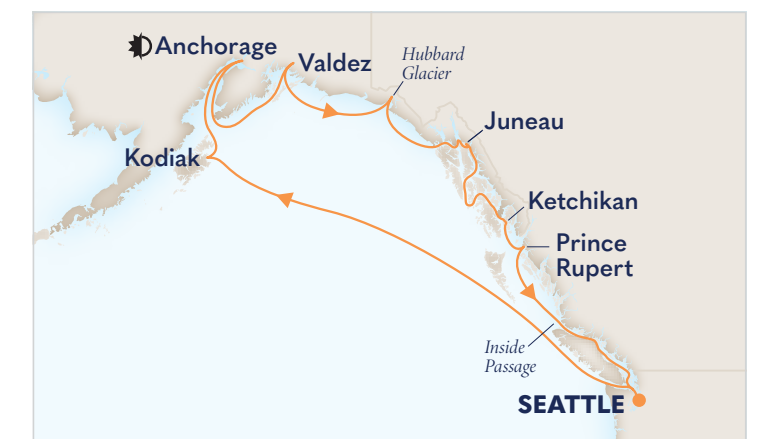 Anchorage
Valdez
Hubbard
Glacier
Juneau
Kodiak
Ketchikan
Prince
Rupert
Inside
Passage
SEATTLE